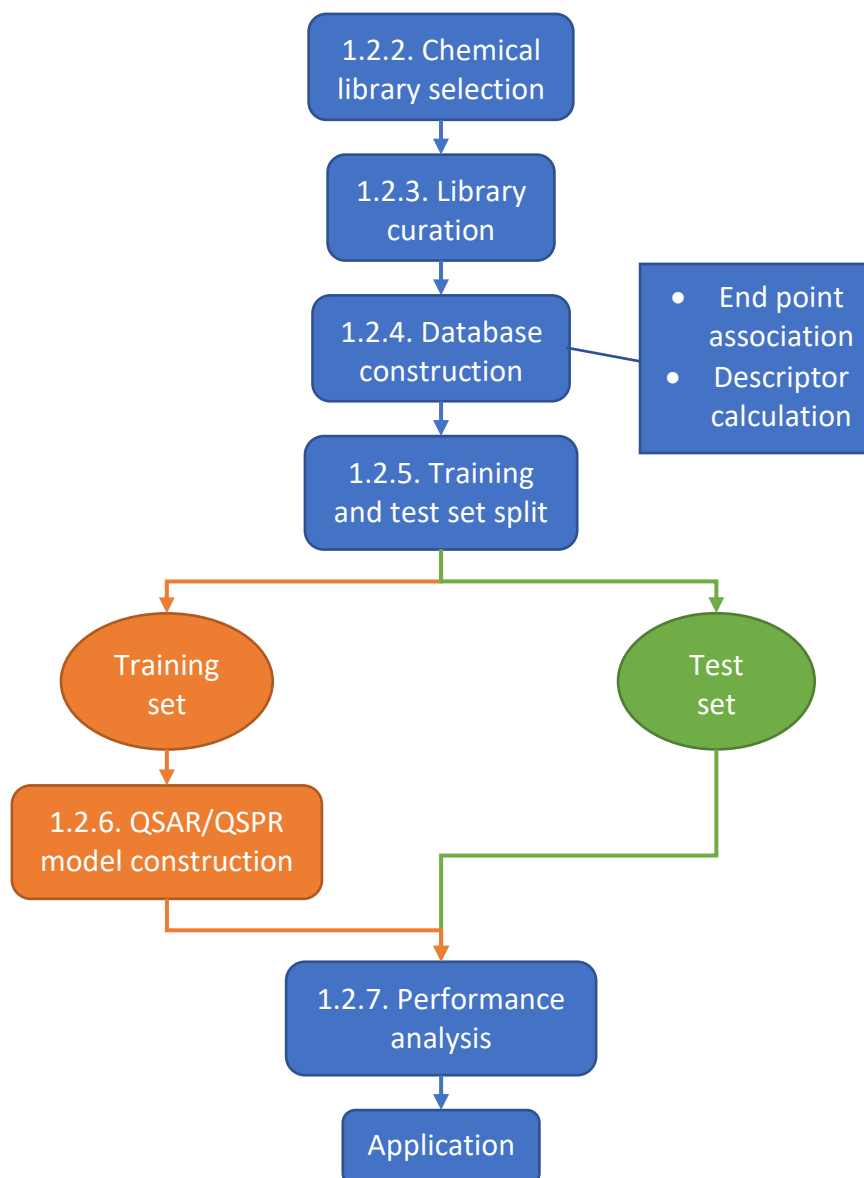 1.2.2. Chemical
library selection
1.2.3. Library
curation
1.2.4. Database
construction
• End point
association
• Descriptor
calculation
1.2.5. Training
and test set split
Training
set
Test
set
1.2.6. QSAR/QSPR
model construction
1.2.7. Performance
analysis
Application